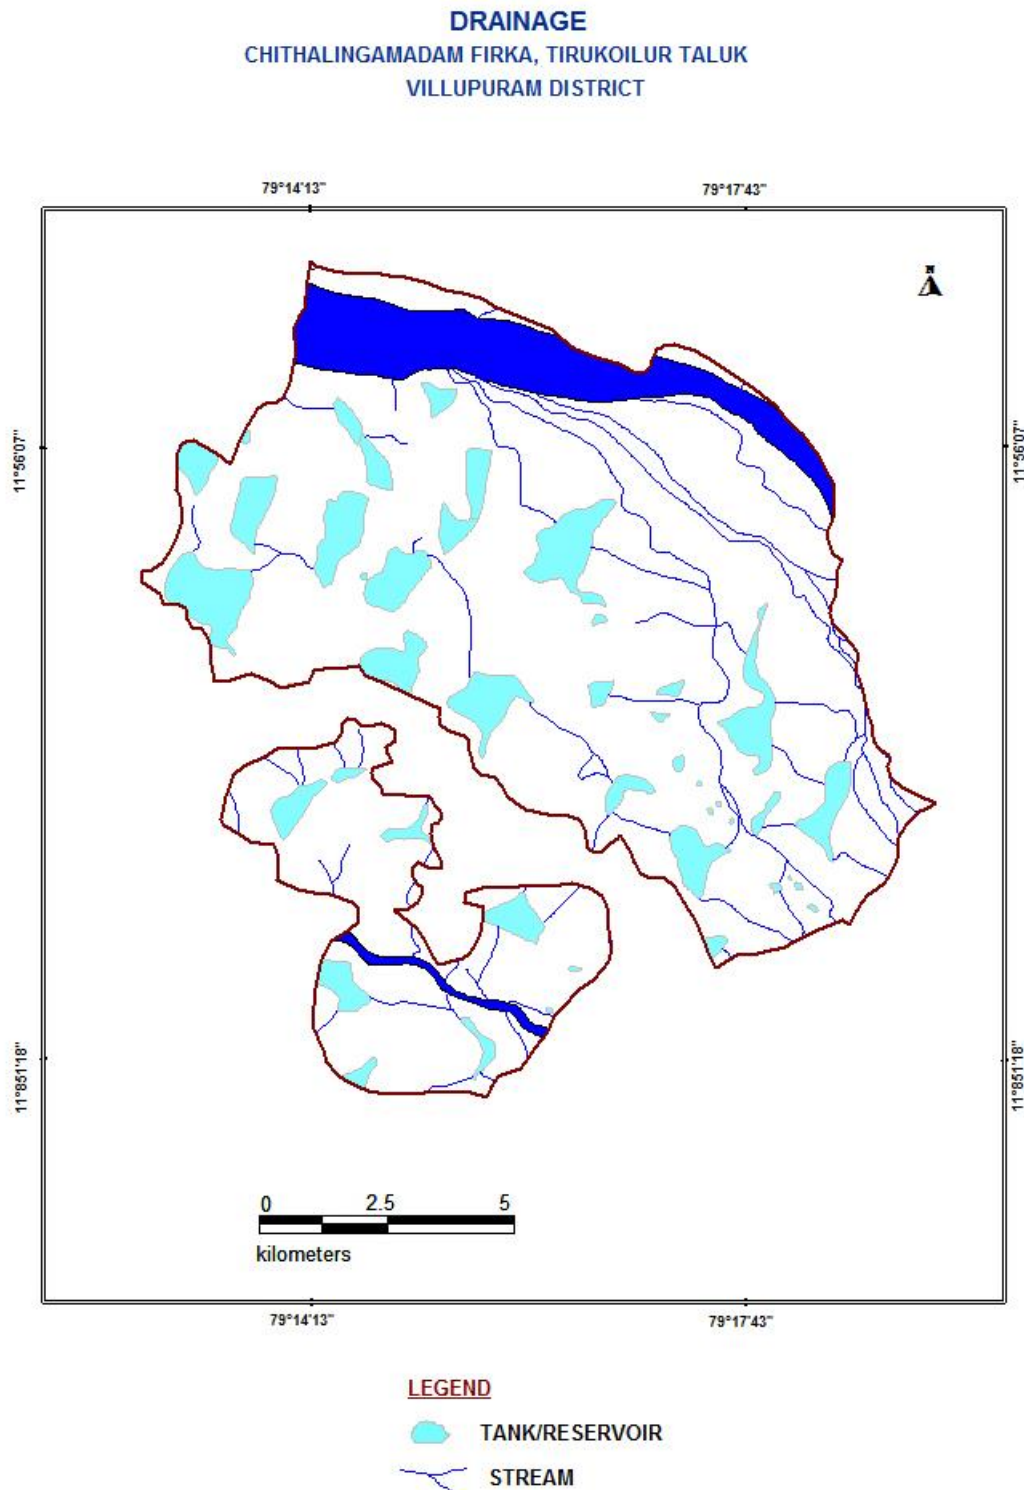 DRAINAGE
CHITHALINGAMADAM FIRKA, TIRUKOILUR TALUK
VILLUPURAM DISTRICT
79°14'13" 79°17'43"
N
11°56'07" 11°56'07"
11°851'18" 11°851'18"
0 2.5 5
kilometers
79°14'13" 79°17'43"
LEGEND
TANK/RESERVOIR
STREAM